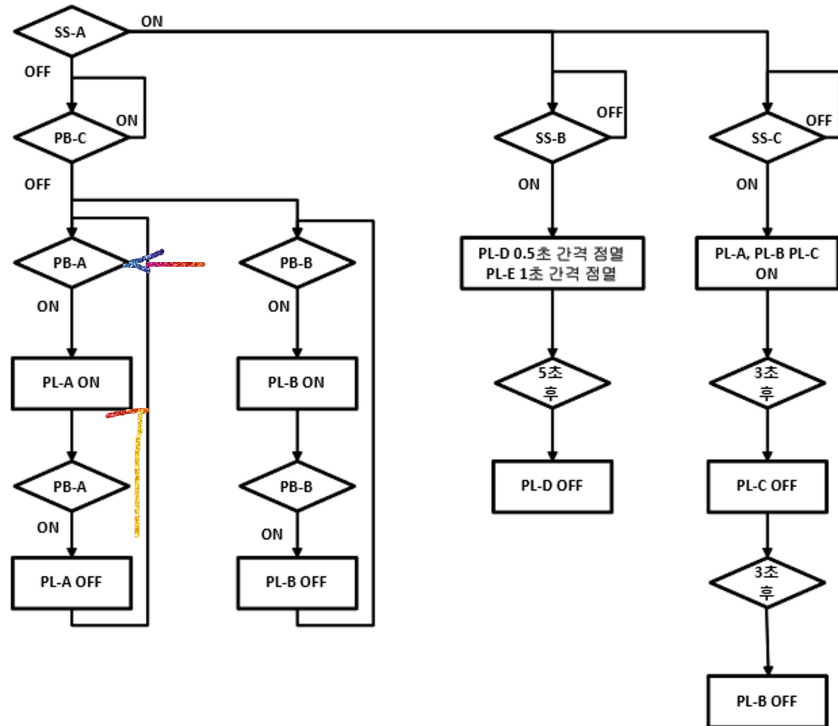 SS-A
ON
OFF
PB-C
ON
OFF
PB-A
ON
PL-A ON
PB-A
ON
PL-A OFF
PB-B
ON
PL-B ON
PB-B
ON
PL-B OFF
SS-B
OFF
ON
PL-D 0.5초 간격 점멸
PL-E 1초 간격 점멸
5초
후
PL-D OFF
SS-C
OFF
ON
PL-A, PL-B PL-C
ON
3초
후
PL-C OFF
3초
후
PL-B OFF